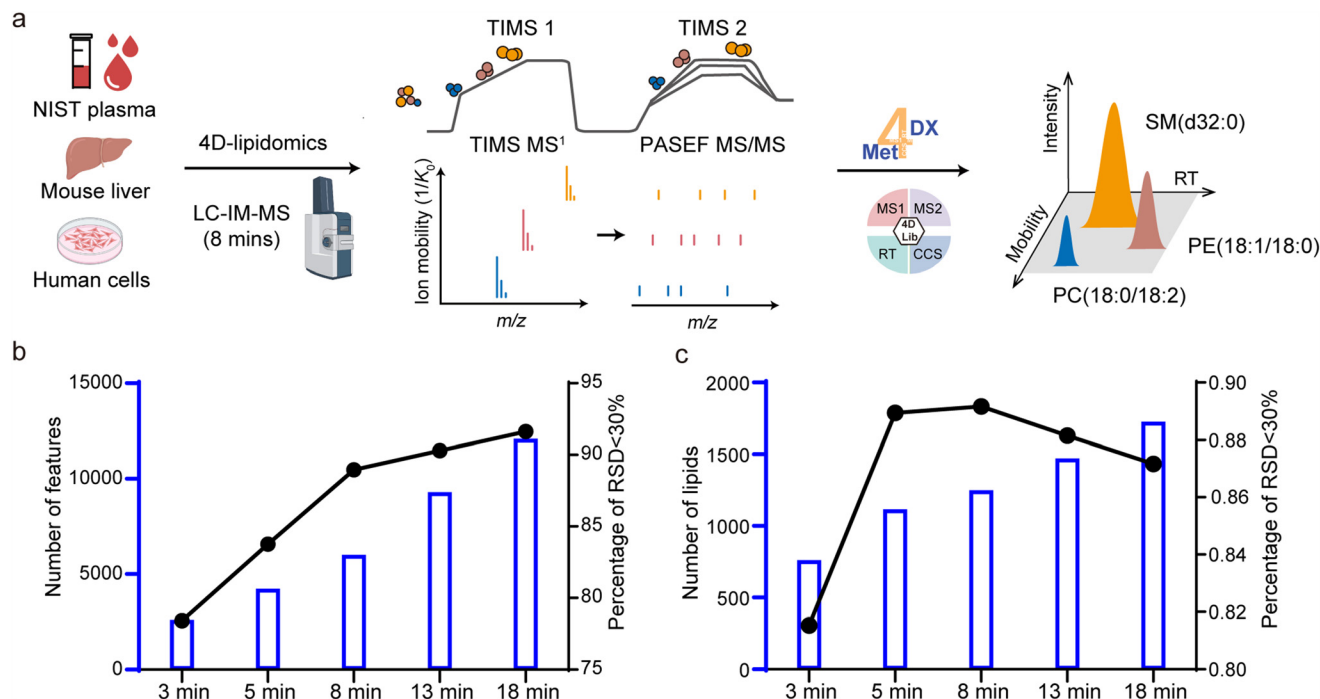 a
NIST plasma
Mouse liver
Human cells
4D-lipidomics
LC-IM-MS
(8 mins)
TIMS 1
TIMS 2
TIMS MS¹
PASEF MS/MS
Ion mobility (1/K₀)
m/z
m/z
Met 4 DX
MS1
MS2
4D
Lib
RT
CCS
Intensity
Mobility
RT
SM(d32:0)
PE(18:1/18:0)
PC(18:0/18:2)
b
Number of features
15000
10000
5000
0
95
90
85
80
75
Percentage of RSD<30%
3 min
5 min
8 min
13 min
18 min
c
Number of lipids
2000
1500
1000
500
0
0.90
0.88
0.86
0.84
0.82
0.80
Percentage of RSD<30%
3 min
5 min
8 min
13 min
18 min